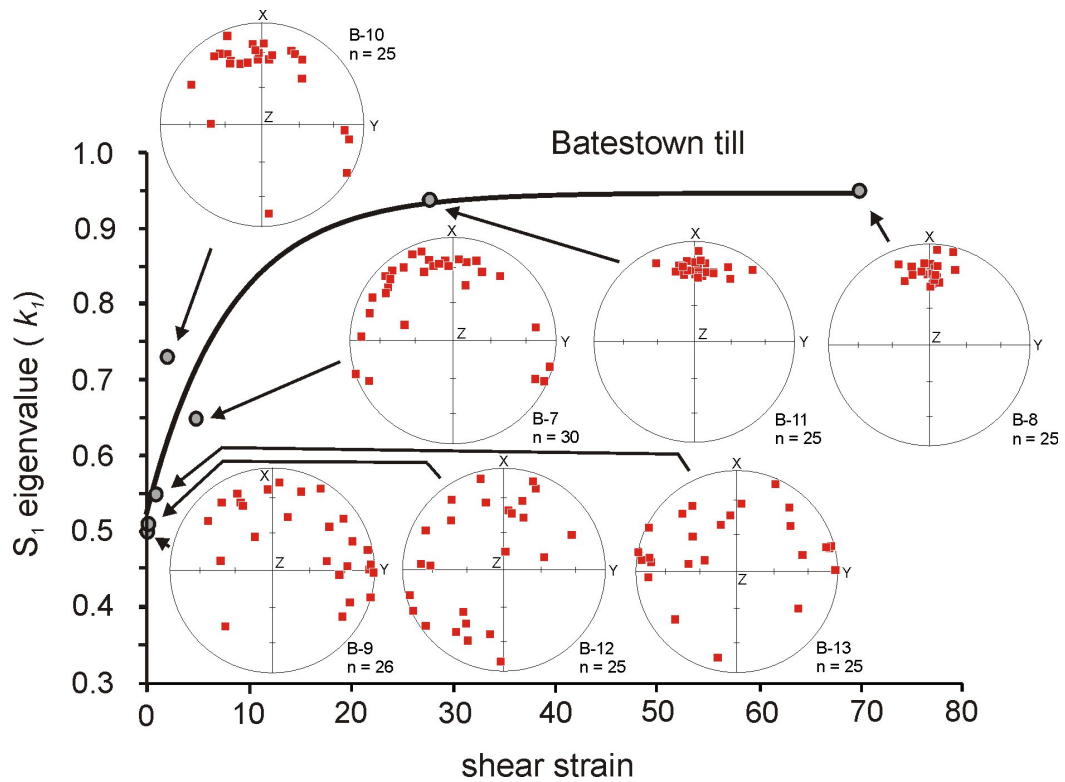 X
B-10
n = 25
Z
Y
Batestown till
1.0
0.9
0.8
0.7
0.6
0.5
0.4
0.3
S1 eigenvalue ( k1)
X
Z
Y
B-7
n = 30
X
Z
Y
B-11
n = 25
X
Z
Y
B-8
n = 25
X
Z
Y
B-9
n = 26
X
Z
Y
B-12
n = 25
X
Z
Y
B-13
n = 25
0 10 20 30 40 50 60 70 80
shear strain